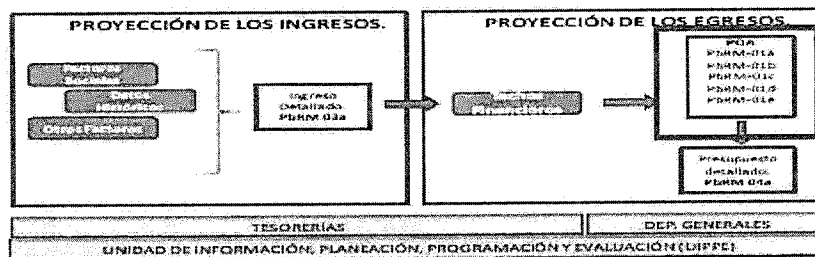 PROYECCIÓN DE LOS INGRESOS.
Otros Factores
Ingreso
Detallado.
PbRM-03a
PROYECCIÓN DE LOS EGRESOS.
Financieros
POA
PbRM-01a
PbRM-01b
PbRM-01c
PbRM-01d
PbRM-01e
Presupuesto
detallado:
PbRM 04a
TESORERÍAS
DEP. GENERALES
UNIDAD DE INFORMACIÓN, PLANEACIÓN, PROGRAMACIÓN Y EVALUACIÓN (UIPPE)